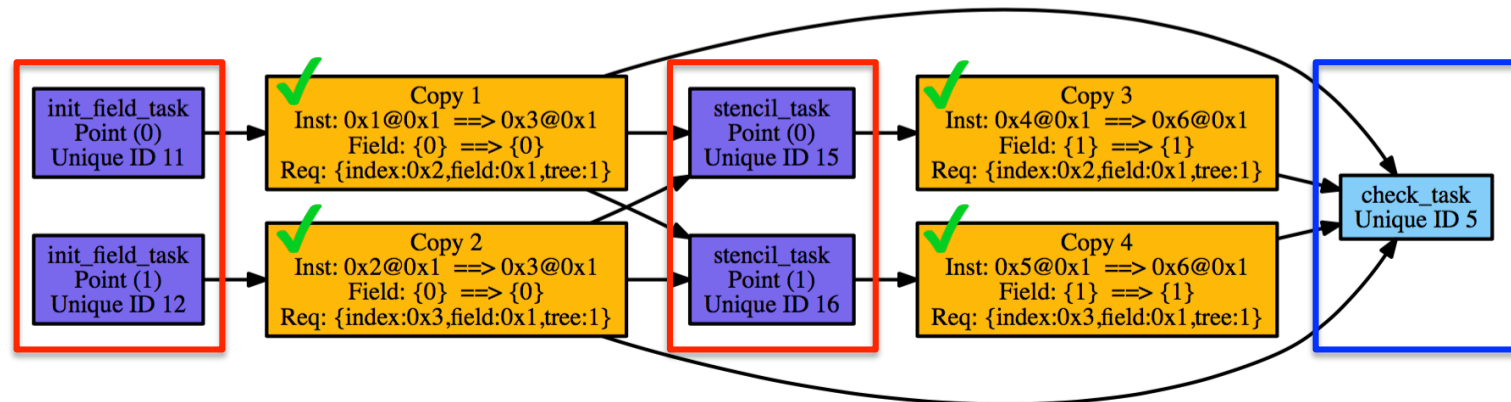 init_field_task
Point (0)
Unique ID 11
Copy 1
Inst: 0x1@0x1 ==> 0x3@0x1
Field: {0} ==> {0}
Req: {index:0x2,field:0x1,tree:1}
stencil_task
Point (0)
Unique ID 15
Copy 3
Inst: 0x4@0x1 ==> 0x6@0x1
Field: {1} ==> {1}
Req: {index:0x2,field:0x1,tree:1}
init_field_task
Point (1)
Unique ID 12
Copy 2
Inst: 0x2@0x1 ==> 0x3@0x1
Field: {0} ==> {0}
Req: {index:0x3,field:0x1,tree:1}
stencil_task
Point (1)
Unique ID 16
Copy 4
Inst: 0x5@0x1 ==> 0x6@0x1
Field: {1} ==> {1}
Req: {index:0x3,field:0x1,tree:1}
check_task
Unique ID 5